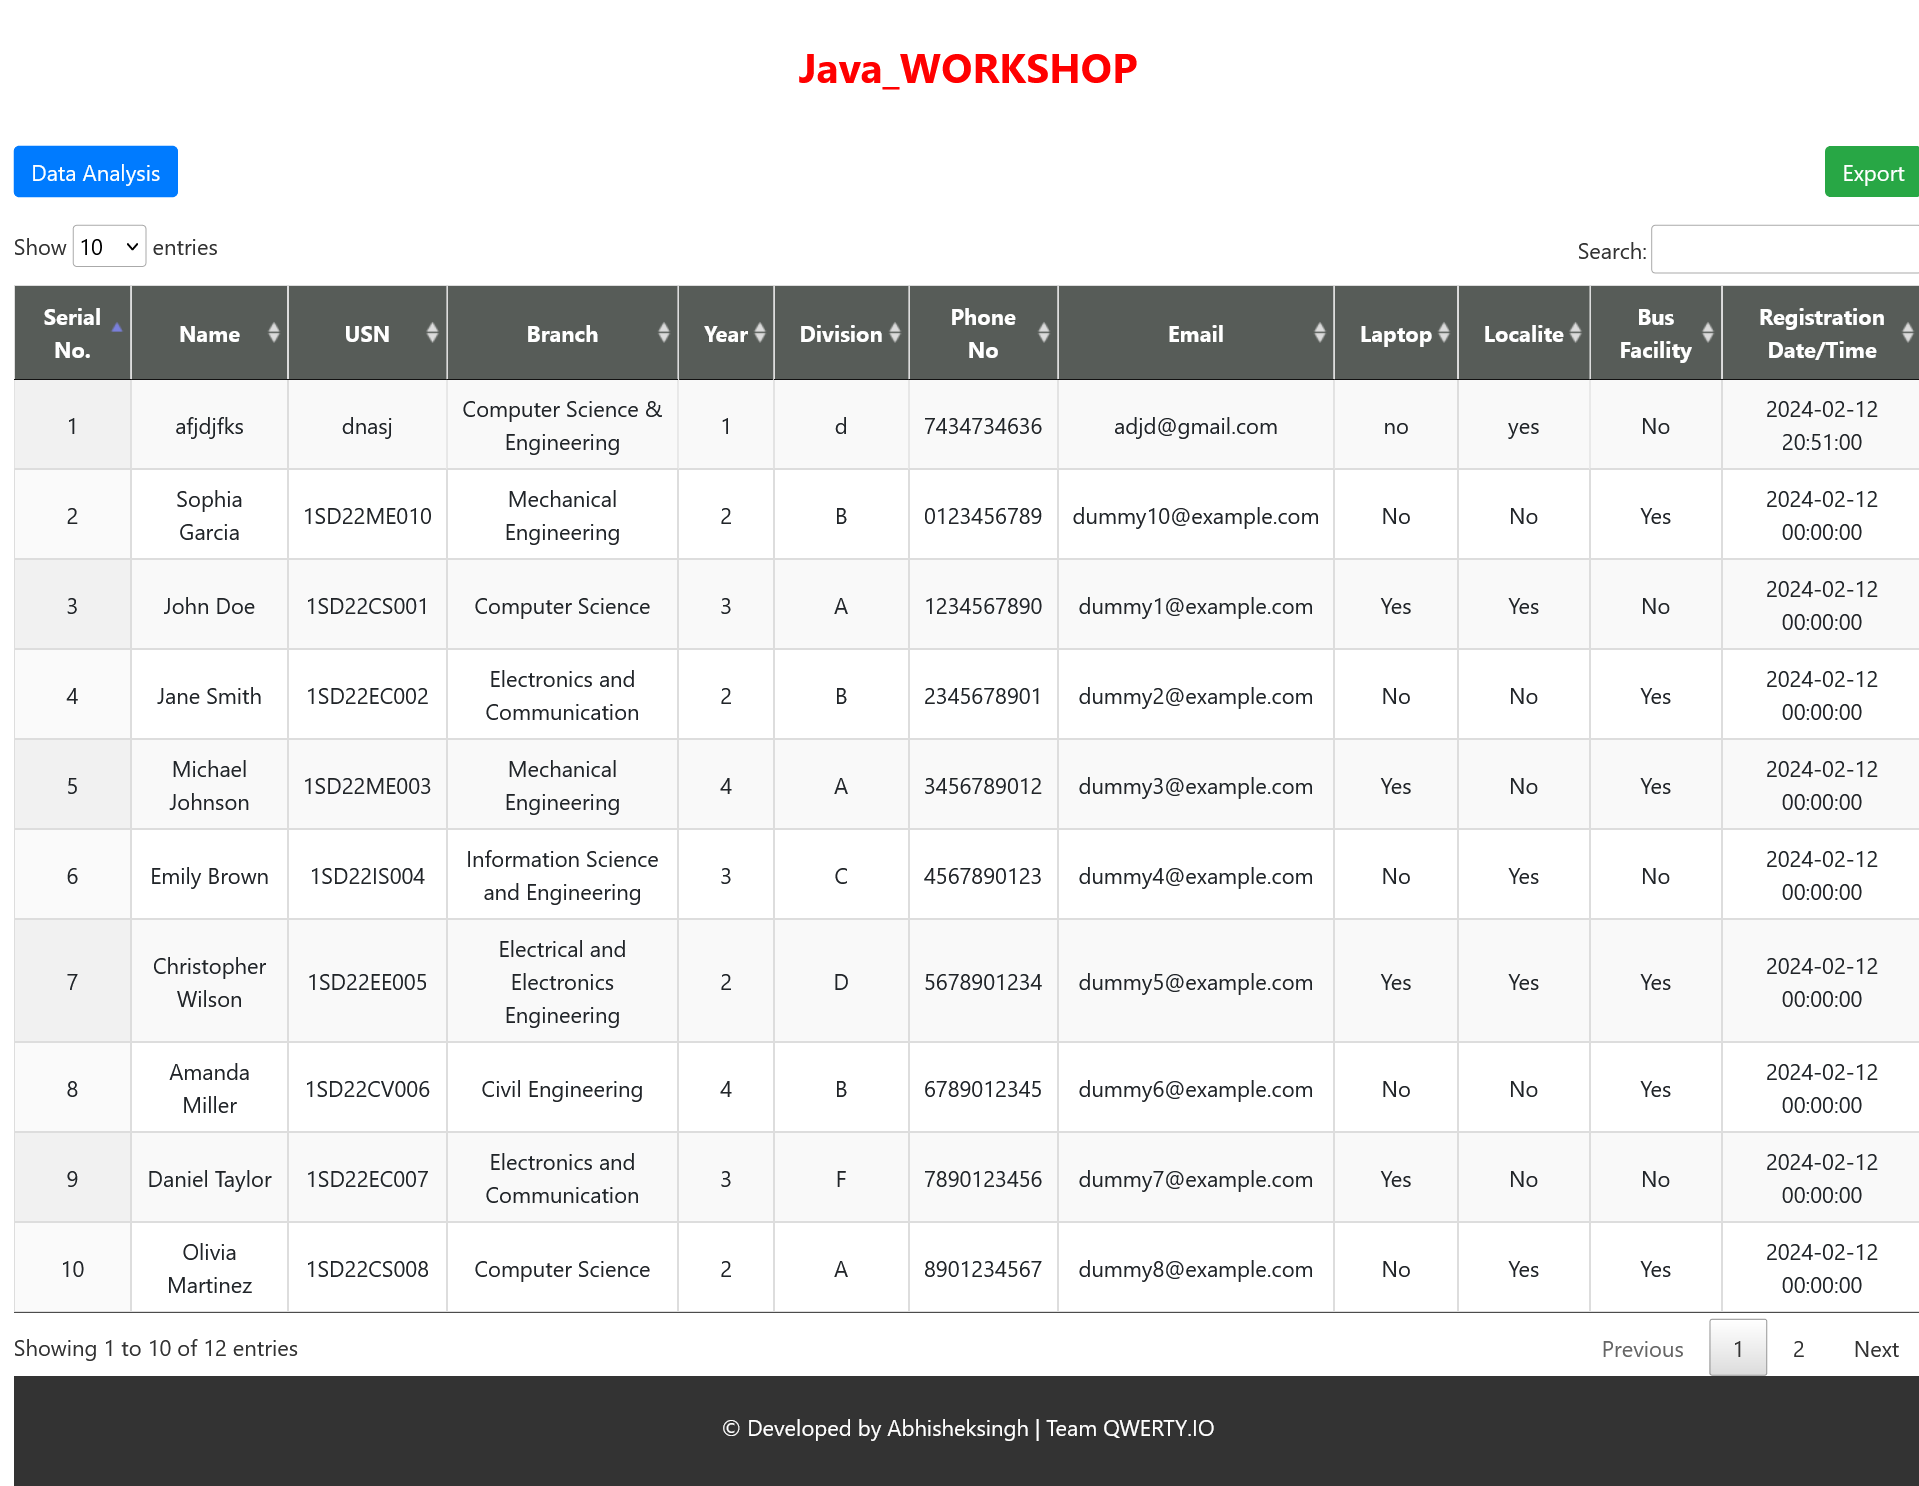 Java_WORKSHOP
Data Analysis
Export
Show 10 entries
Search:
Serial No. Name USN Branch Year Division Phone No Email Laptop Localite Bus Facility Registration Date/Time
1 afjdjfks dnasj Computer Science & Engineering 1 d 7434734636 adjd@gmail.com no yes No 2024-02-12 20:51:00
2 Sophia Garcia 1SD22ME010 Mechanical Engineering 2 B 0123456789 dummy10@example.com No No Yes 2024-02-12 00:00:00
3 John Doe 1SD22CS001 Computer Science 3 A 1234567890 dummy1@example.com Yes Yes No 2024-02-12 00:00:00
4 Jane Smith 1SD22EC002 Electronics and Communication 2 B 2345678901 dummy2@example.com No No Yes 2024-02-12 00:00:00
5 Michael Johnson 1SD22ME003 Mechanical Engineering 4 A 3456789012 dummy3@example.com Yes No Yes 2024-02-12 00:00:00
6 Emily Brown 1SD22IS004 Information Science and Engineering 3 C 4567890123 dummy4@example.com No Yes No 2024-02-12 00:00:00
7 Christopher Wilson 1SD22EE005 Electrical and Electronics Engineering 2 D 5678901234 dummy5@example.com Yes Yes Yes 2024-02-12 00:00:00
8 Amanda Miller 1SD22CV006 Civil Engineering 4 B 6789012345 dummy6@example.com No No Yes 2024-02-12 00:00:00
9 Daniel Taylor 1SD22EC007 Electronics and Communication 3 F 7890123456 dummy7@example.com Yes No No 2024-02-12 00:00:00
10 Olivia Martinez 1SD22CS008 Computer Science 2 A 8901234567 dummy8@example.com No Yes Yes 2024-02-12 00:00:00
Showing 1 to 10 of 12 entries
Previous 1 2 Next
© Developed by Abhisheksingh | Team QWERTY.IO